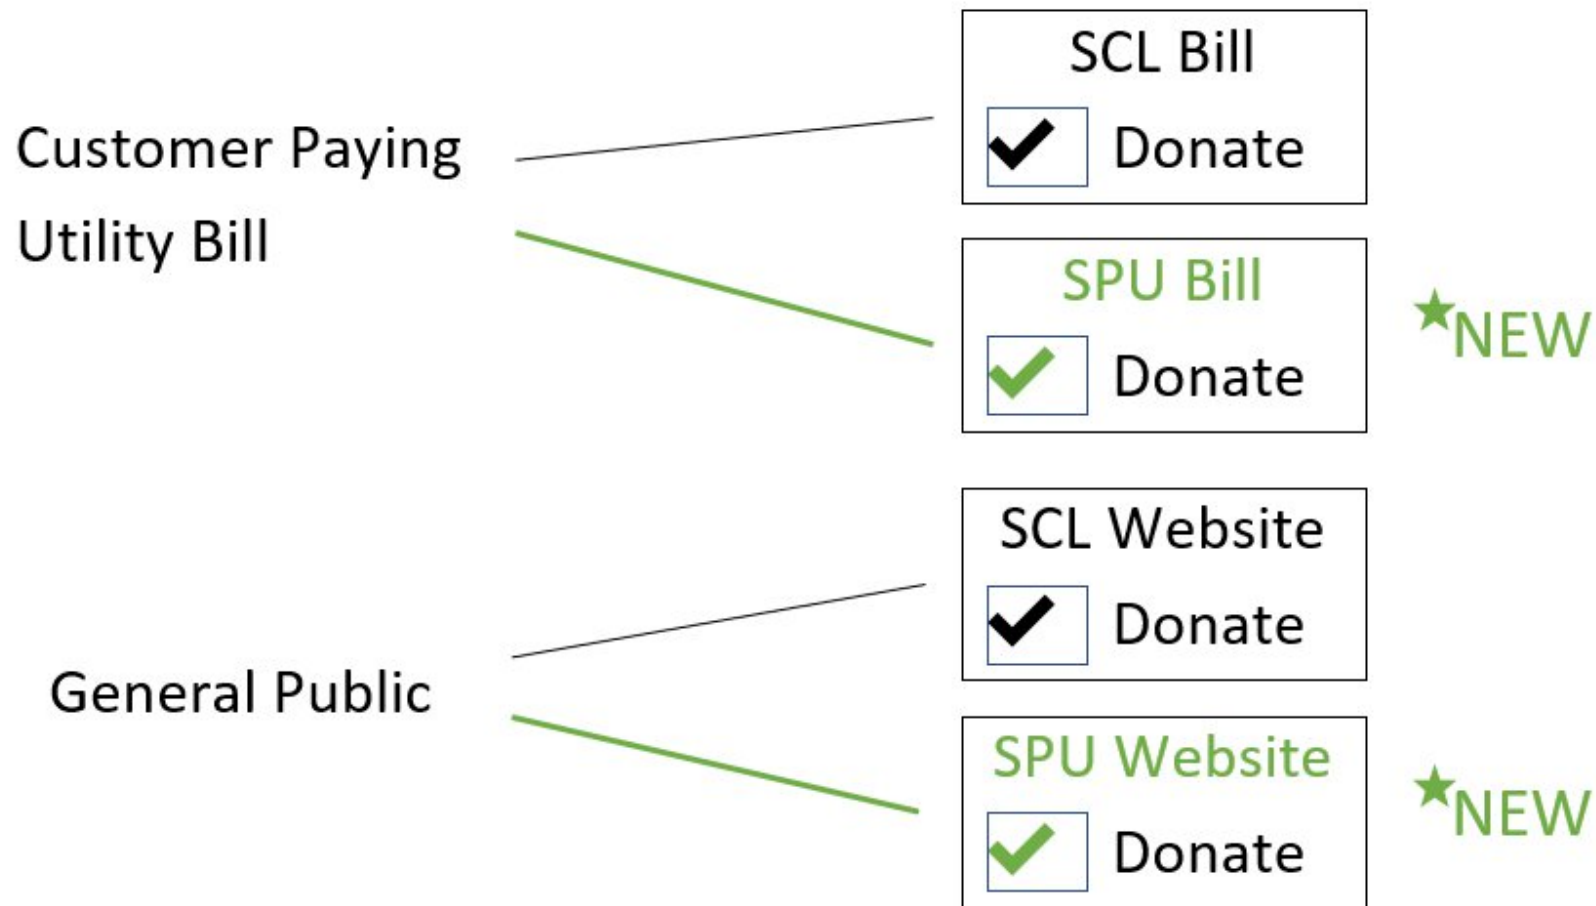 SCL Bill
Customer Paying
Donate
Utility Bill
SPU Bill
NEW
Donate
SCL Website
Donate
General Public
SPU Website
NEW
Donate